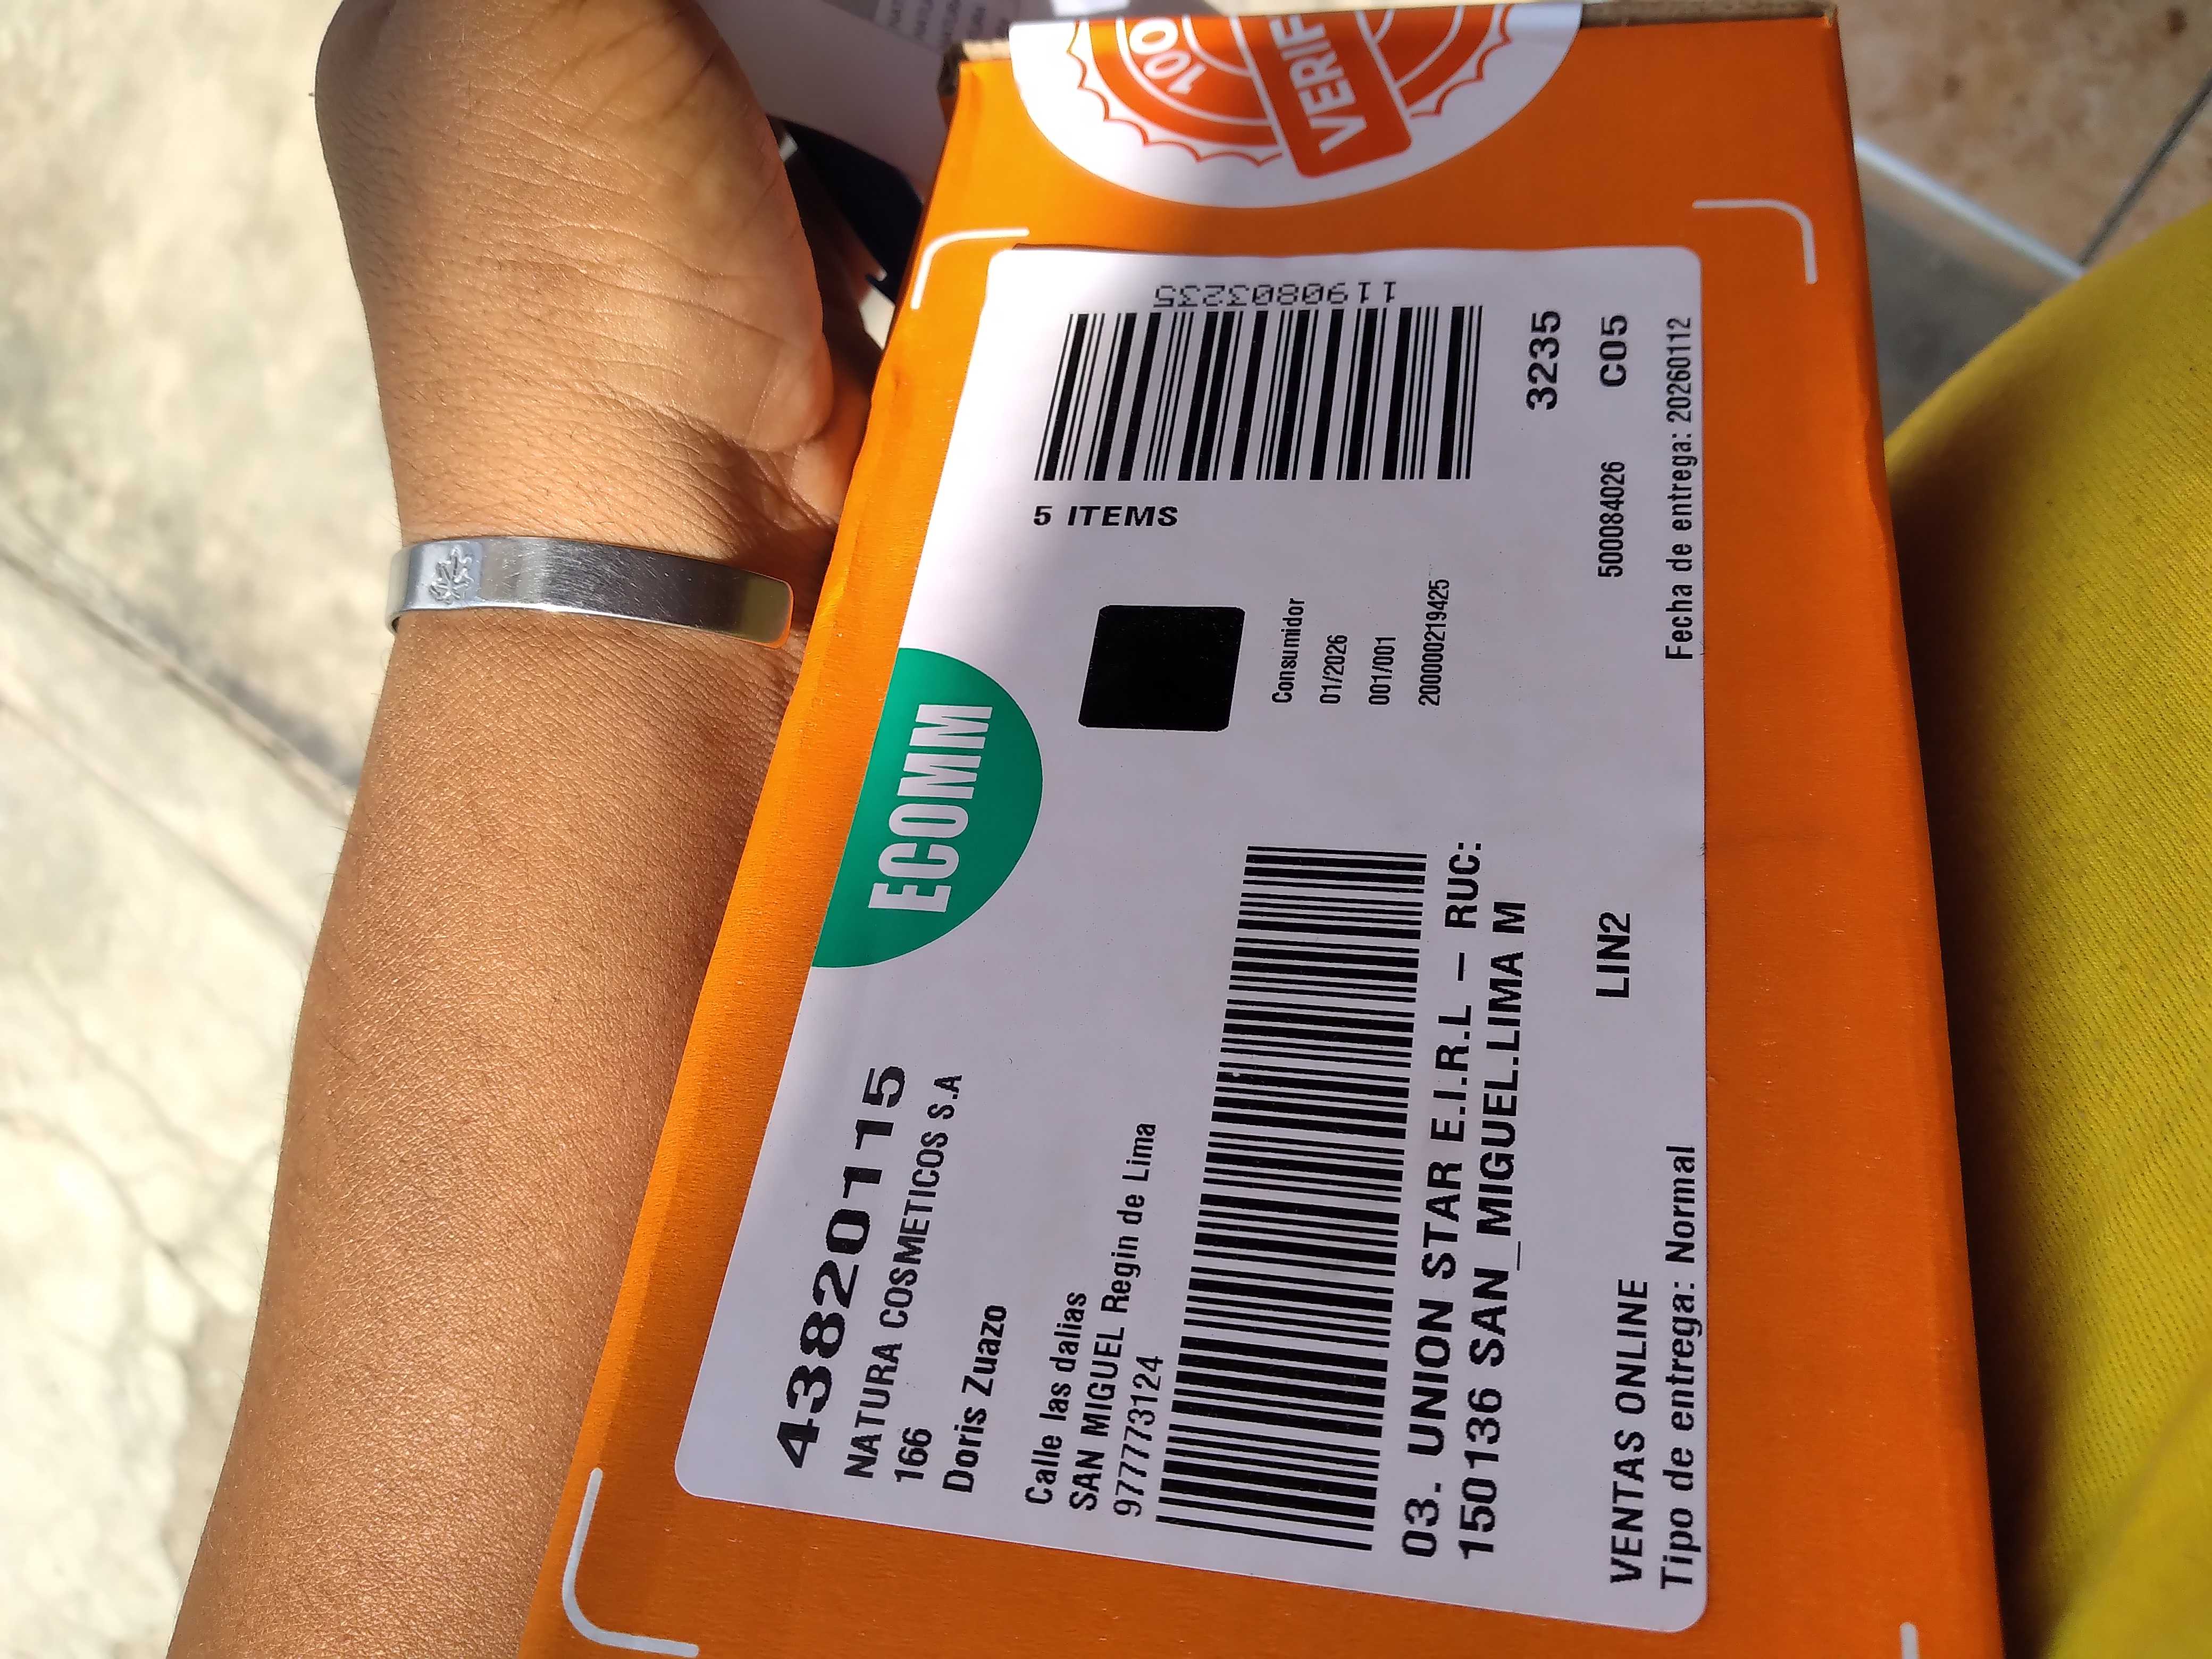 100
VERIF
43820115
NATURA COSMETICOS S.A
166
Doris Zuazo
Calle las dalias
SAN MIGUEL Regin de Lima
977773124
ECOMM
5 ITEMS
1190803235
Consumidor
01/2026
001/001
200000219425
3235
03. UNION STAR E.I.R.L – RUC:
150136 SAN_MIGUEL.LIMA M
LIN2
500084026
C05
VENTAS ONLINE
Tipo de entrega: Normal
Fecha de entrega: 20260112